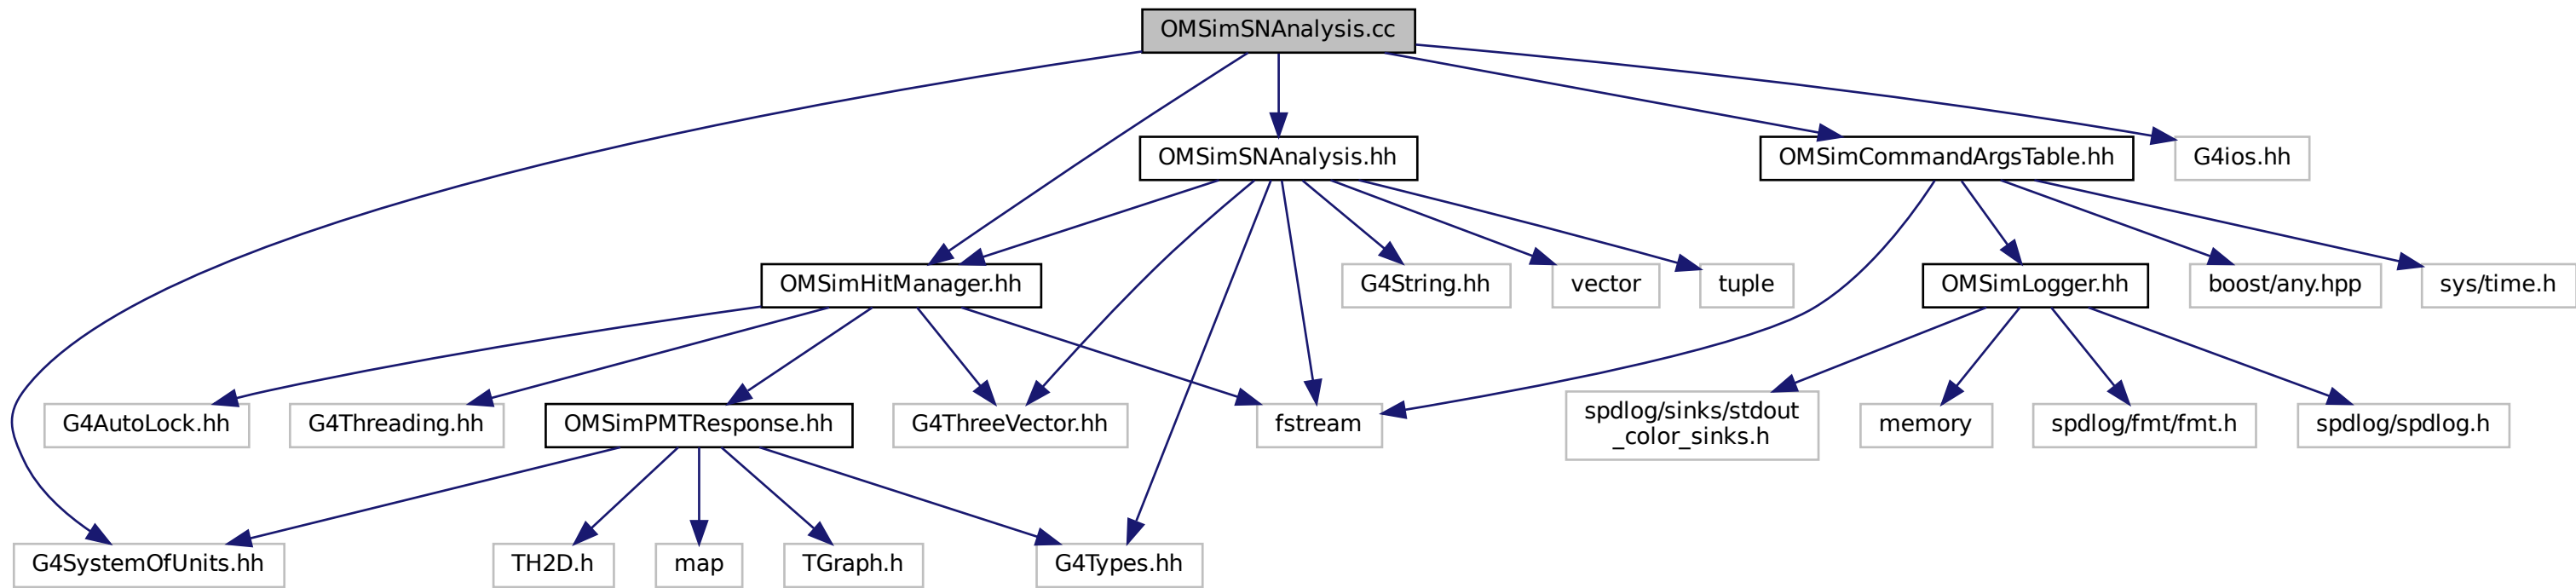 OMSimSNAnalysis.cc
OMSimSNAnalysis.hh
OMSimCommandArgsTable.hh
G4ios.hh
OMSimHitManager.hh
G4String.hh
vector
tuple
OMSimLogger.hh
boost/any.hpp
sys/time.h
G4AutoLock.hh
G4Threading.hh
OMSimPMTResponse.hh
G4ThreeVector.hh
fstream
spdlog/sinks/stdout
_color_sinks.h
memory
spdlog/fmt/fmt.h
spdlog/spdlog.h
G4SystemOfUnits.hh
TH2D.h
map
TGraph.h
G4Types.hh